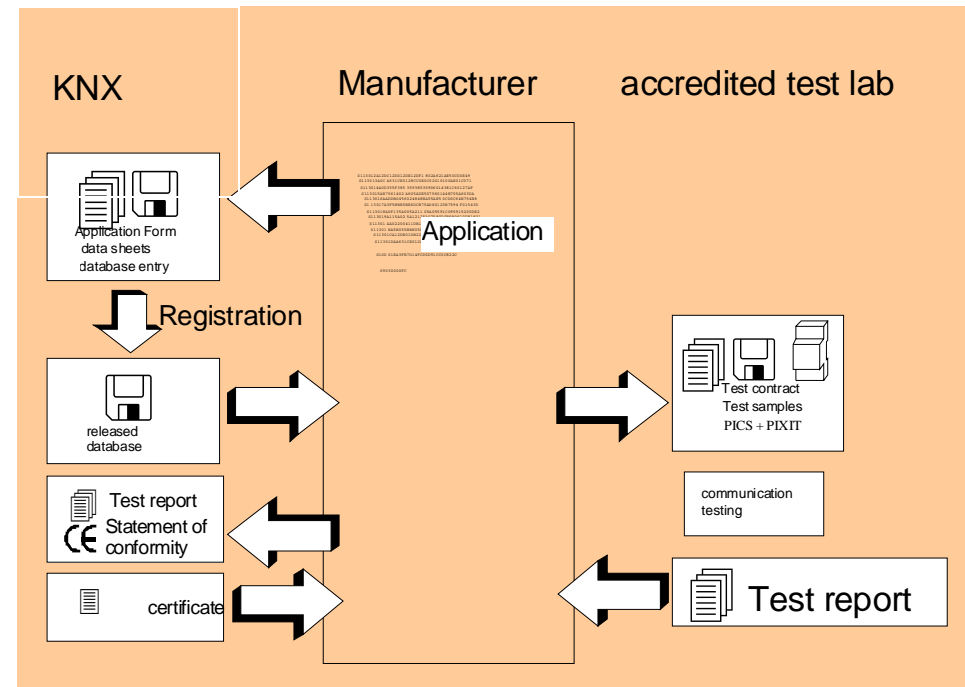 KNX
Manufacturer
accredited test lab
Application Form
data sheets
database entry
Application
Registration
released
database
Test contract
Test samples
PICS + PIXIT
communication
testing
Test report
Statement of
conformity
CE
certificate
Test report